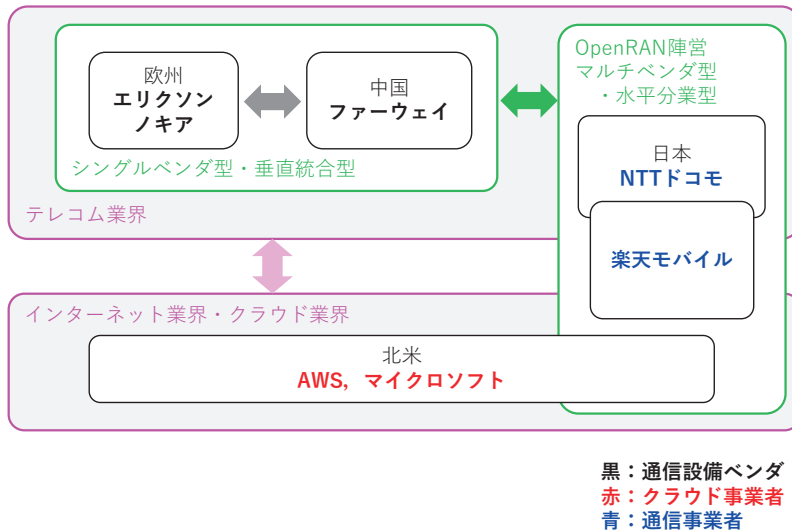 欧州
エリクソン
ノキア
中国
ファーウェイ
シングルベンダ型・垂直統合型
テレコム業界
OpenRAN陣営
マルチベンダ型
・水平分業型
日本
NTTドコモ
楽天モバイル
インターネット業界・クラウド業界
北米
AWS，マイクロソフト
黒：通信設備ベンダ
赤：クラウド事業者
青：通信事業者